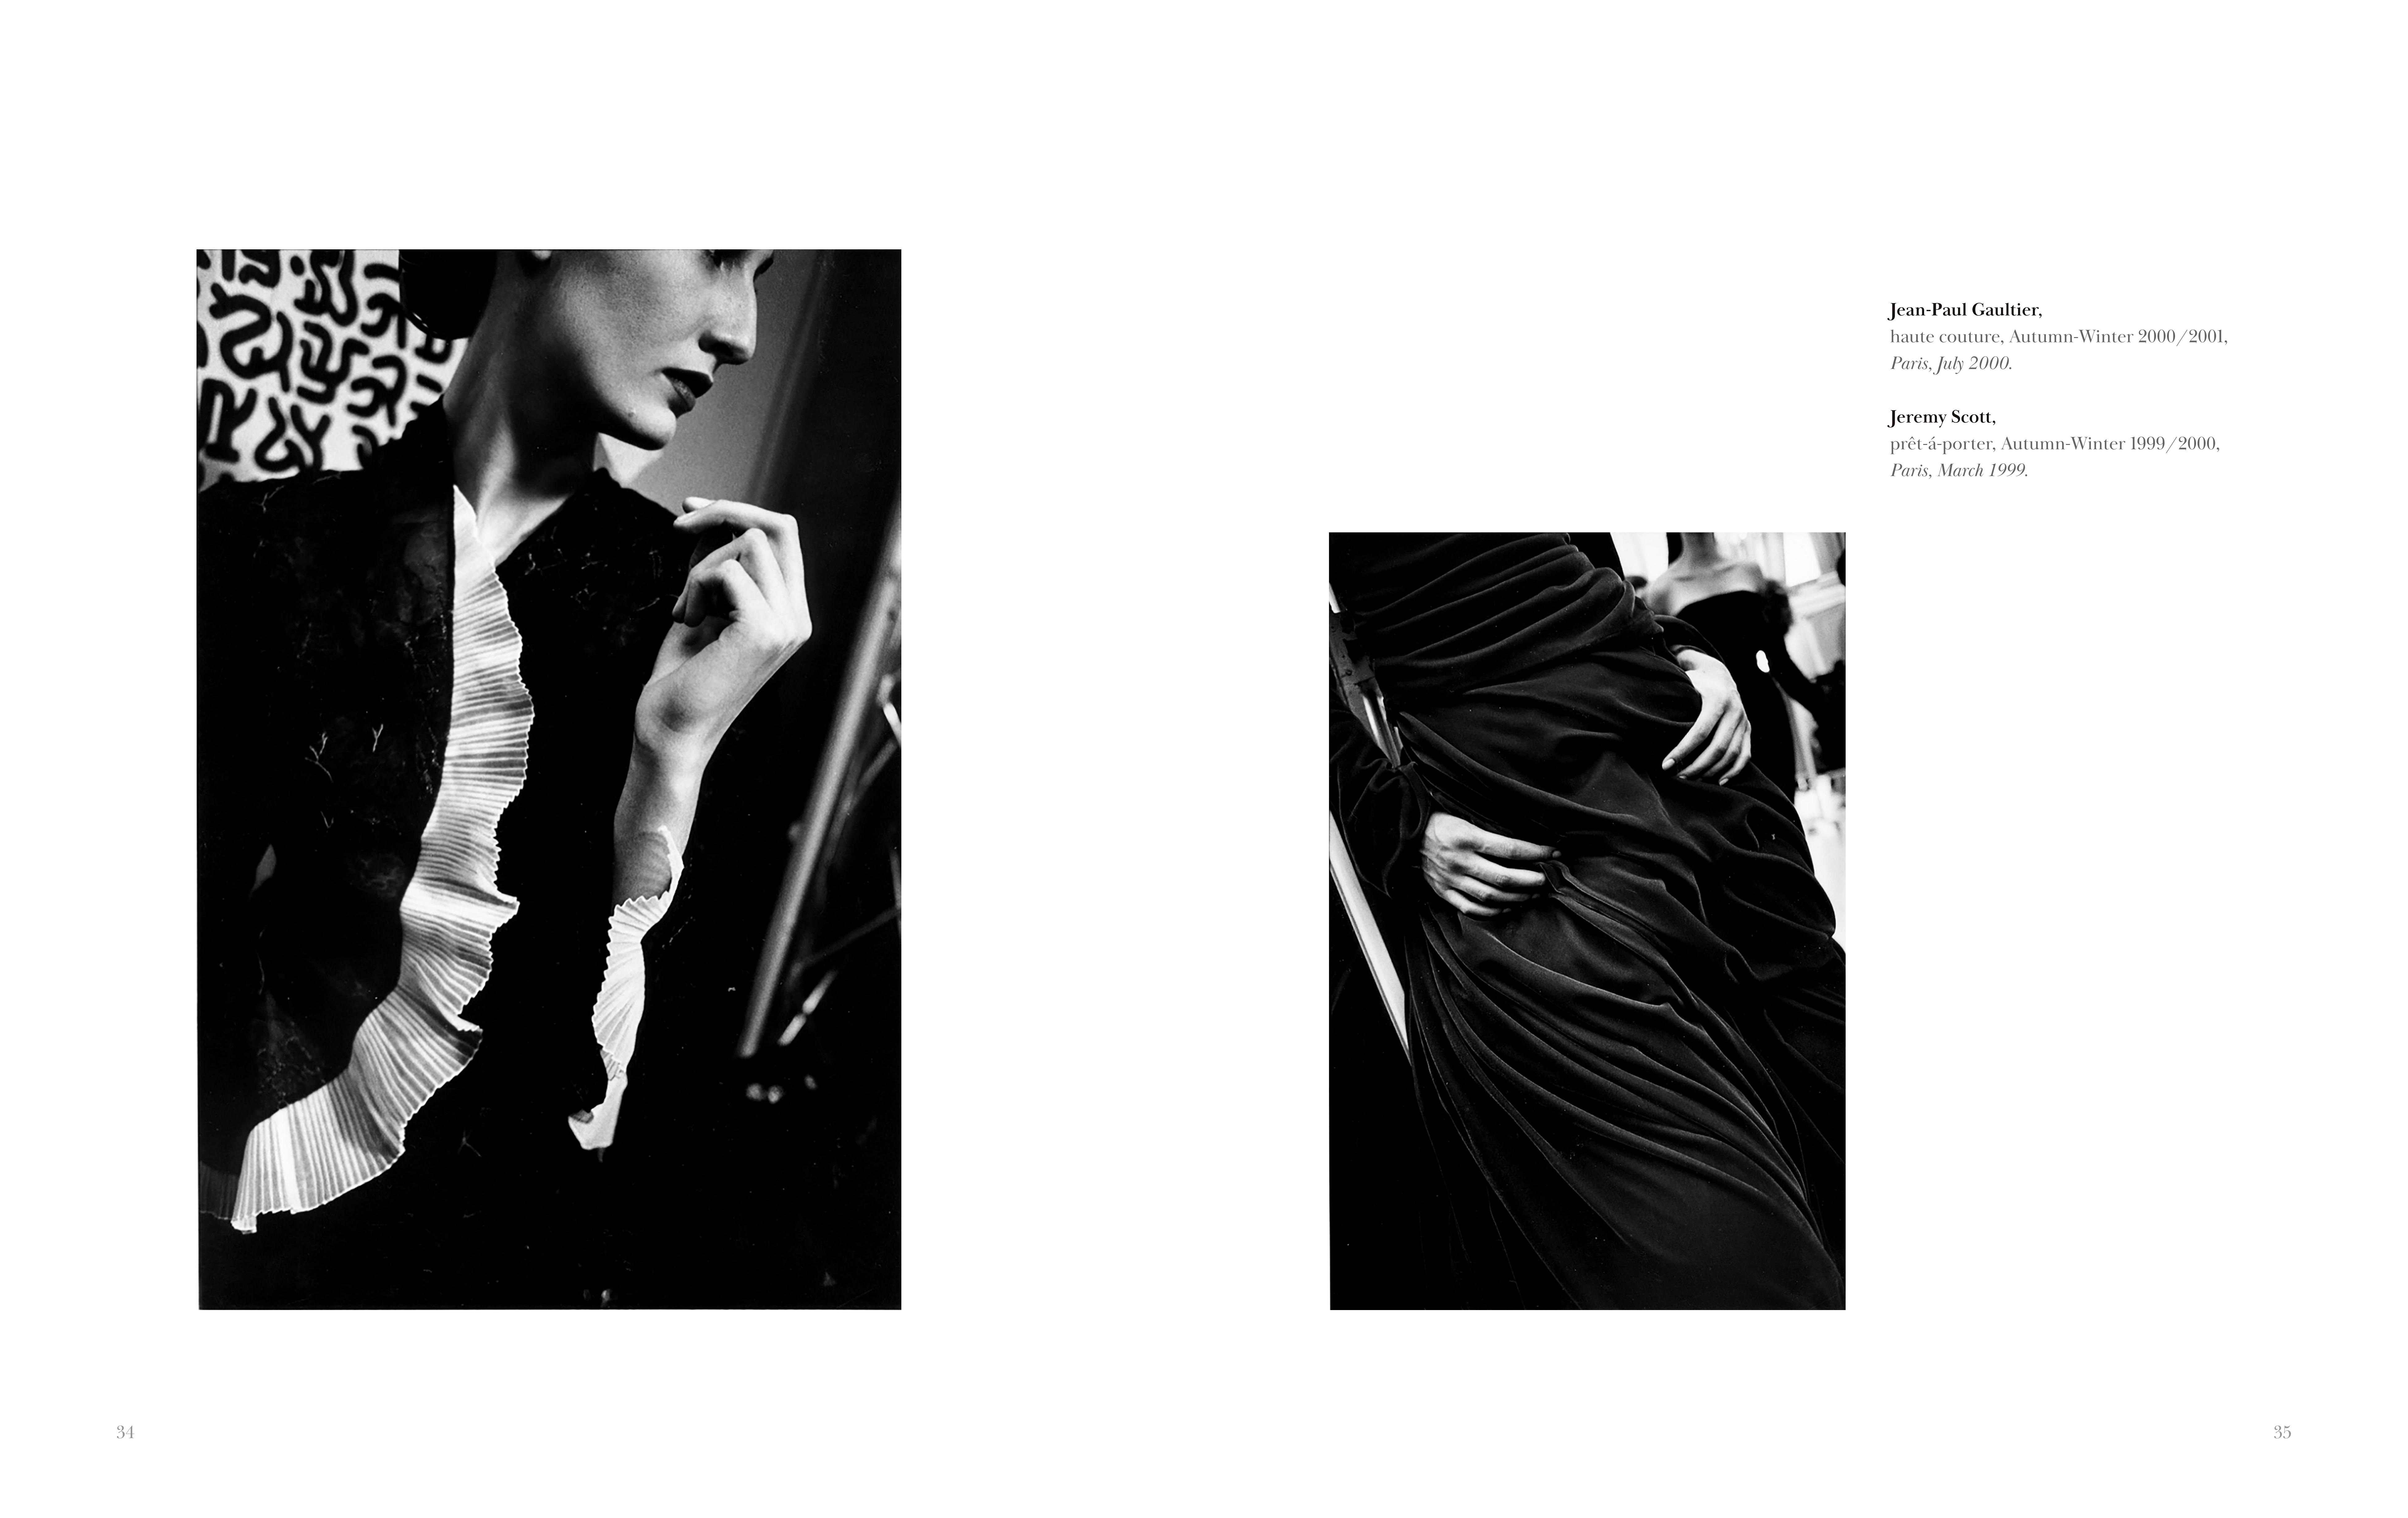 Jean-Paul Gaultier,
haute couture, Autumn-Winter 2000/2001,
Paris, July 2000.
Jeremy Scott,
prêt-á-porter, Autumn-Winter 1999/2000,
Paris, March 1999.
34
35